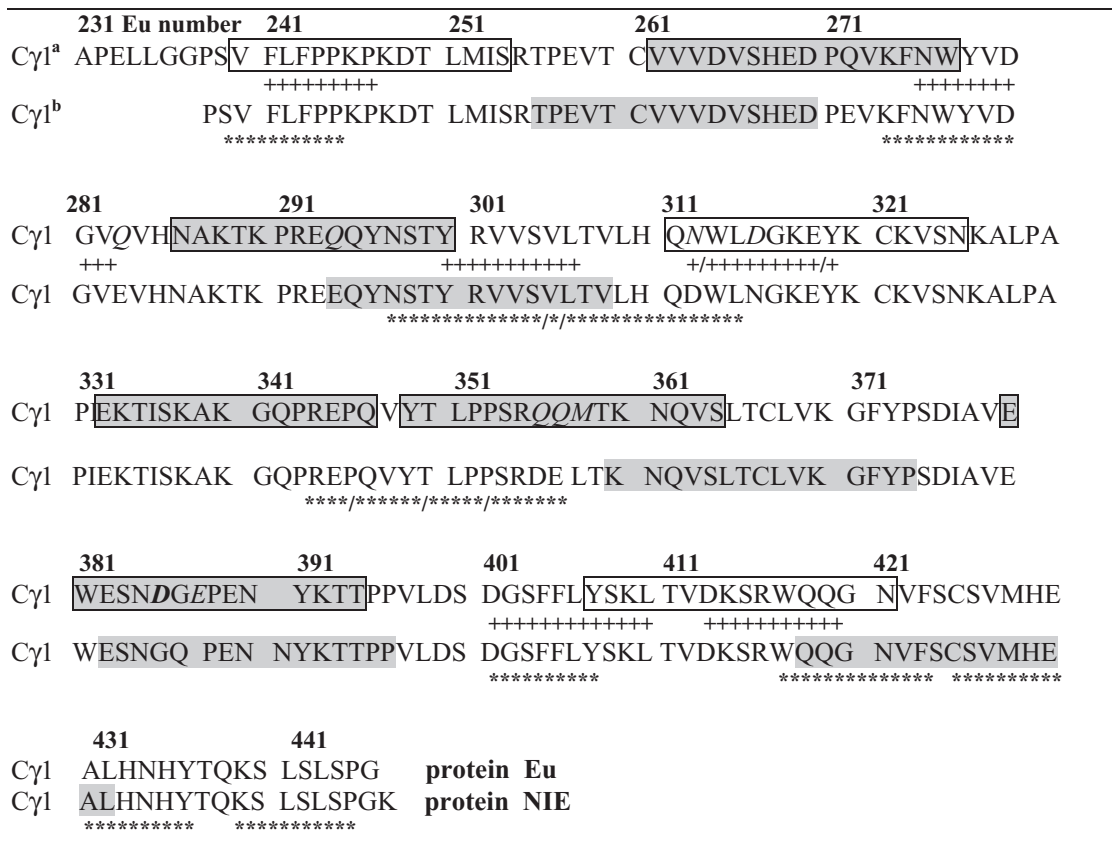 231 Eu number 241 251 261 271
Cγ1ᵃ APELLGGPSV FLFPPKPKDT LMISRTPEVT CVVVDVSHED PQVKFNWYVD
+++++++++ ++++++++
Cγ1ᵇ PSV FLFPPKPKDT LMISRTPEVT CVVVDVSHED PEVKFNWYVD
*********** ************
281 291 301 311 321
Cγ1 GVQVHNAKTK PREQQYNSTY RVVSVLTVLH QNWLDGKEYK CKVSNKALPA
+++ +++++++++++ +/+++++++++/+
Cγ1 GVEVHNAKTK PREEQYNSTY RVVSVLTVLH QDWLNGKEYK CKVSNKALPA
**************/*/****************
331 341 351 361 371
Cγ1 PIEKTISKAK GQPREPQVYT LPPSRQQMTK NQVSLTCLVK GFYPSDIAVE
Cγ1 PIEKTISKAK GQPREPQVYT LPPSRDE LTK NQVSLTCLVK GFYPSDIAVE
****/******/*****/*******
381 391 401 411 421
Cγ1 WESNDGEPEN YKTTPPVLDS DGSFFLYSKL TVDKSRWQQG NVFSCSVMHE
+++++++++++++ +++++++++++
Cγ1 WESNGQ PEN NYKTTPPVLDS DGSFFLYSKL TVDKSRWQQG NVFSCSVMHE
********** ************** **********
431 441
Cγ1 ALHNHYTQKS LSLSPG protein Eu
Cγ1 ALHNHYTQKS LSLSPGK protein NIE
********** ***********